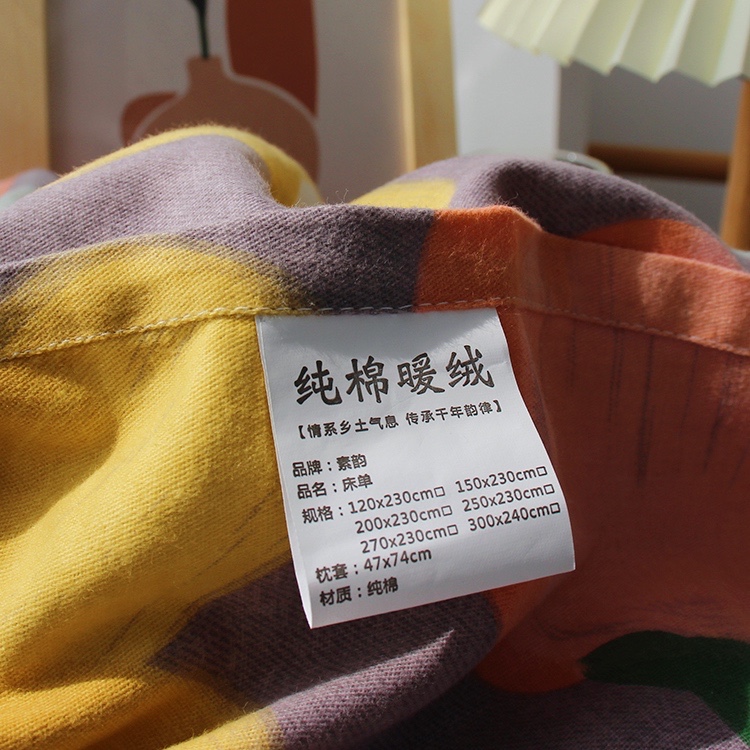 纯棉暖绒
【情系乡土气息 传承千年韵律】
品牌：素韵
品名：床单
规格：120x230cm□ 150x230cm□
200x230cm□ 250x230cm□
270x230cm□ 300x240cm□
枕套：47x74cm
材质：纯棉